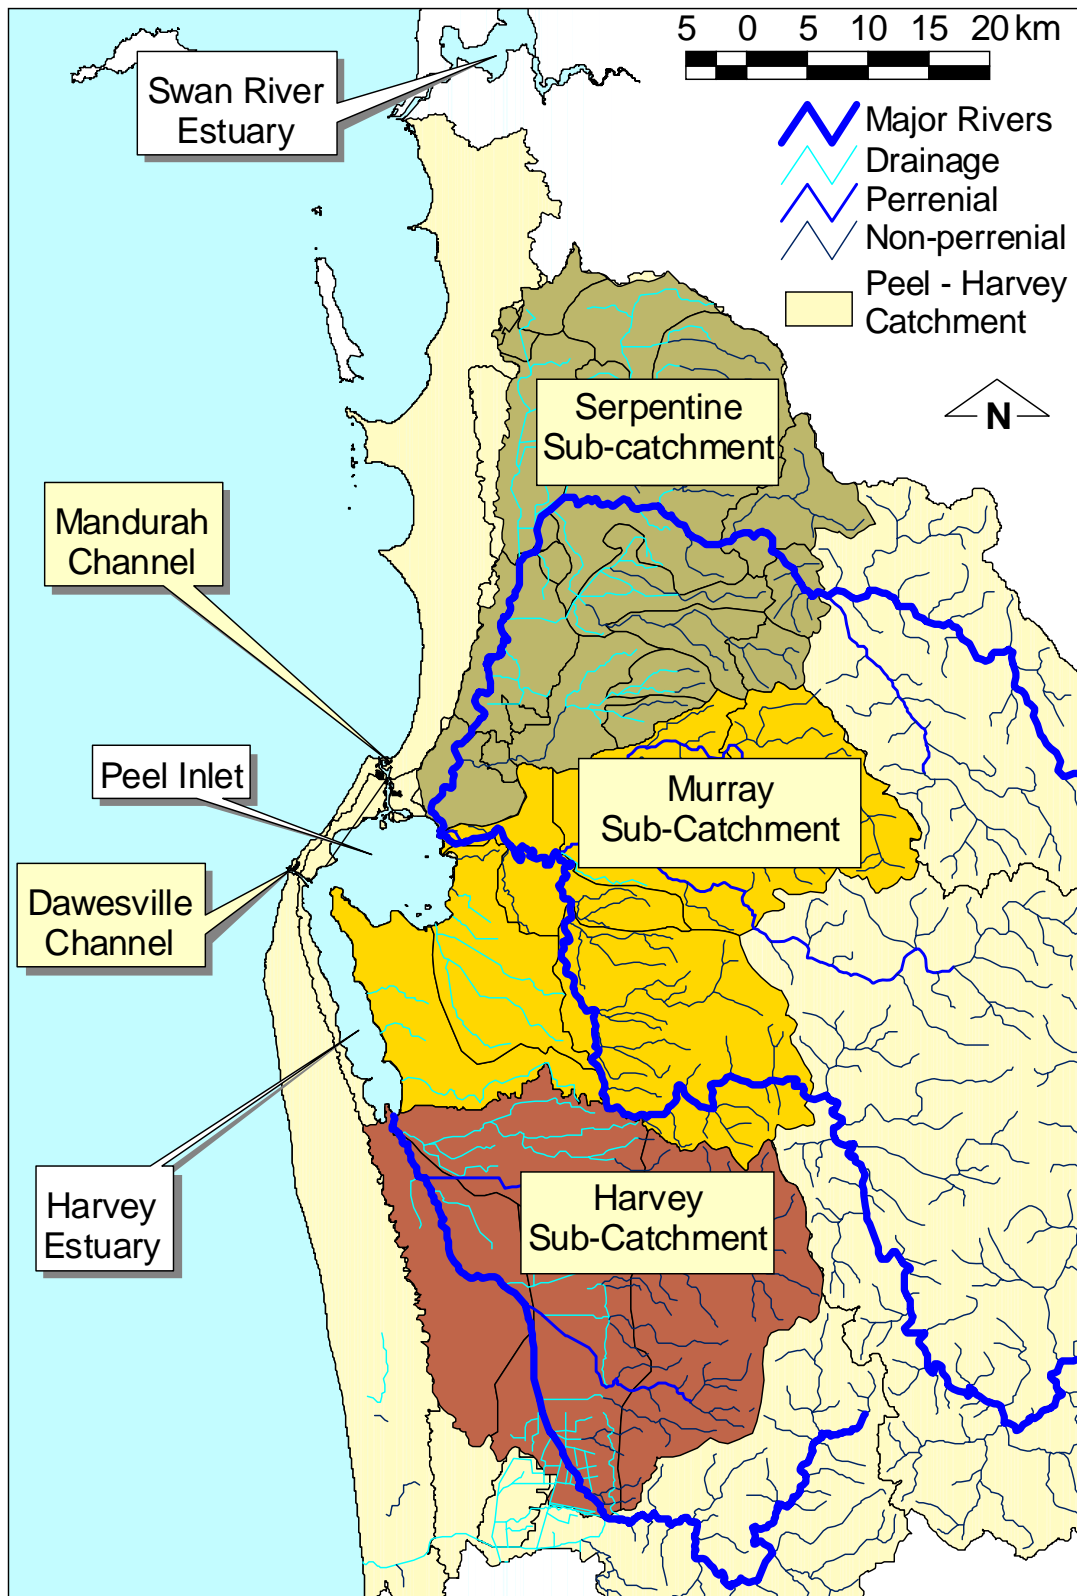 5 0 5 10 15 20 km
Swan River
Estuary
Major Rivers
Drainage
Perrenial
Non-perrenial
Peel - Harvey
Catchment
N
Serpentine
Sub-catchment
Mandurah
Channel
Peel Inlet
Murray
Sub-Catchment
Dawesville
Channel
Harvey
Estuary
Harvey
Sub-Catchment